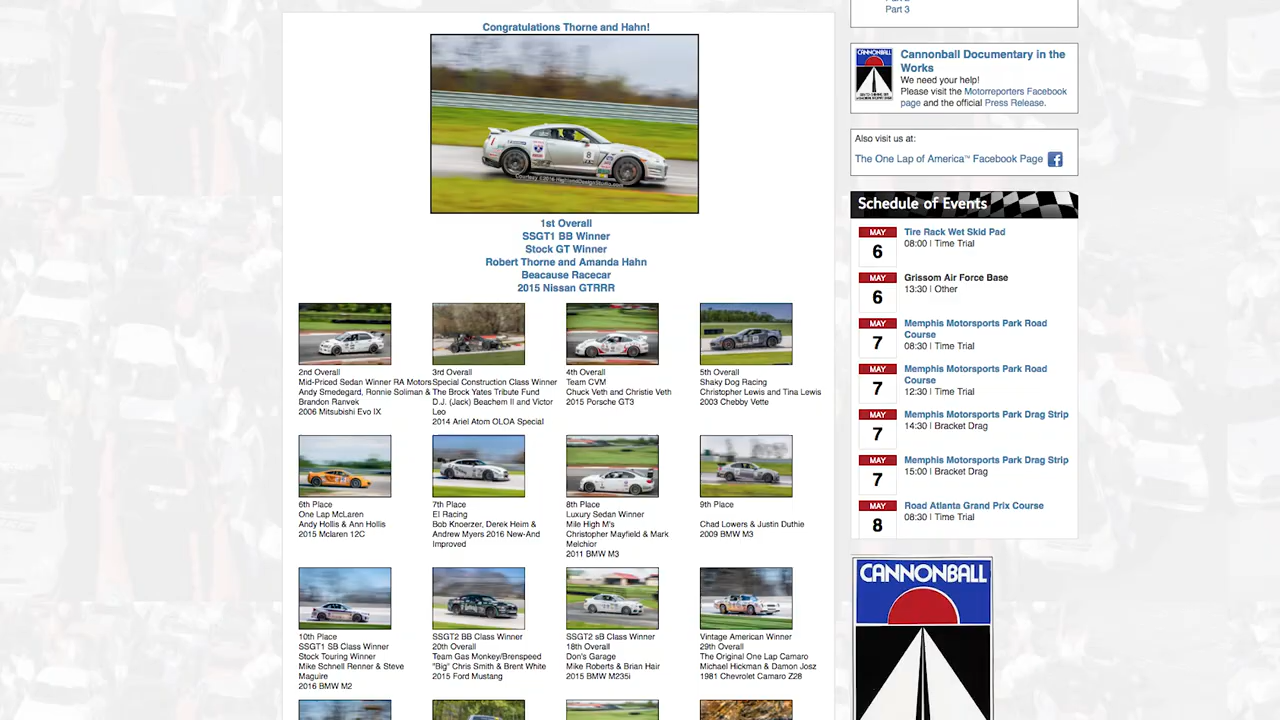 Congratulations Thorne and Hahn!
Courtesy ©2016 HighlandDesignStudio.com
1st Overall
SSGT1 BB Winner
Stock GT Winner
Robert Thorne and Amanda Hahn
Beacause Racecar
2015 Nissan GTRRR
2nd Overall
Mid-Priced Sedan Winner RA Motors
Andy Smedegard, Ronnie Soliman &
Brandon Ranvek
2006 Mitsubishi Evo IX
3rd Overall
Special Construction Class Winner
The Brock Yates Tribute Fund
D.J. (Jack) Beachem II and Victor
Leo
2014 Ariel Atom OLOA Special
4th Overall
Team CVM
Chuck Veth and Christie Veth
2015 Porsche GT3
5th Overall
Shaky Dog Racing
Christopher Lewis and Tina Lewis
2003 Chebby Vette
6th Place
One Lap McLaren
Andy Hollis & Ann Hollis
2015 Mclaren 12C
7th Place
EI Racing
Bob Knoerzer, Derek Heim &
Andrew Myers 2016 New-And
Improved
8th Place
Luxury Sedan Winner
Mile High M's
Christopher Mayfield & Mark
Melchior
2011 BMW M3
9th Place
Chad Lowers & Justin Duthie
2009 BMW M3
10th Place
SSGT1 SB Class Winner
Stock Touring Winner
Mike Schnell Renner & Steve
Maguire
2016 BMW M2
SSGT2 BB Class Winner
20th Overall
Team Gas Monkey/Brenspeed
"Big" Chris Smith & Brent White
2015 Ford Mustang
SSGT2 sB Class Winner
18th Overall
Don's Garage
Mike Roberts & Brian Hair
2015 BMW M235i
Vintage American Winner
29th Overall
The Original One Lap Camaro
Michael Hickman & Damon Josz
1981 Chevrolet Camaro Z28
Part 3
CANNONBALL
Cannonball Documentary in the
Works
We need your help!
Please visit the Motorreporters Facebook
page and the official Press Release.
Also visit us at:
The One Lap of America™ Facebook Page
Schedule of Events
MAY
6
Tire Rack Wet Skid Pad
08:00 | Time Trial
MAY
6
Grissom Air Force Base
13:30 | Other
MAY
7
Memphis Motorsports Park Road
Course
08:30 | Time Trial
MAY
7
Memphis Motorsports Park Road
Course
12:30 | Time Trial
MAY
7
Memphis Motorsports Park Drag Strip
14:30 | Bracket Drag
MAY
7
Memphis Motorsports Park Drag Strip
15:00 | Bracket Drag
MAY
8
Road Atlanta Grand Prix Course
08:30 | Time Trial
CANNONBALL